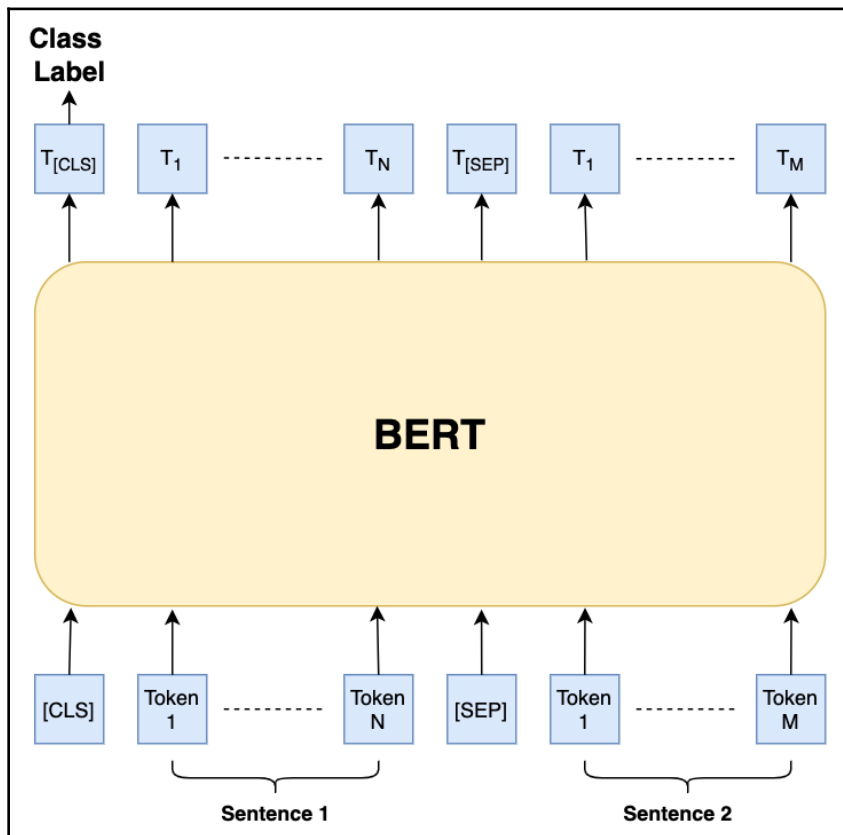 Class
Label
T[CLS] T1 TN T[SEP] T1 TM
BERT
[CLS] Token 1 Token N [SEP] Token 1 Token M
Sentence 1 Sentence 2